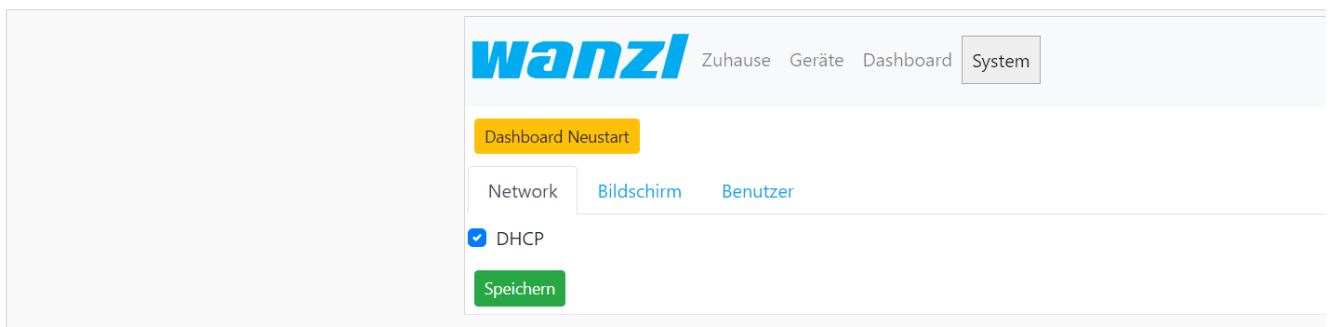 wanzl Zuhause Geräte Dashboard System
Dashboard Neustart
Network Bildschirm Benutzer
DHCP
Speichern